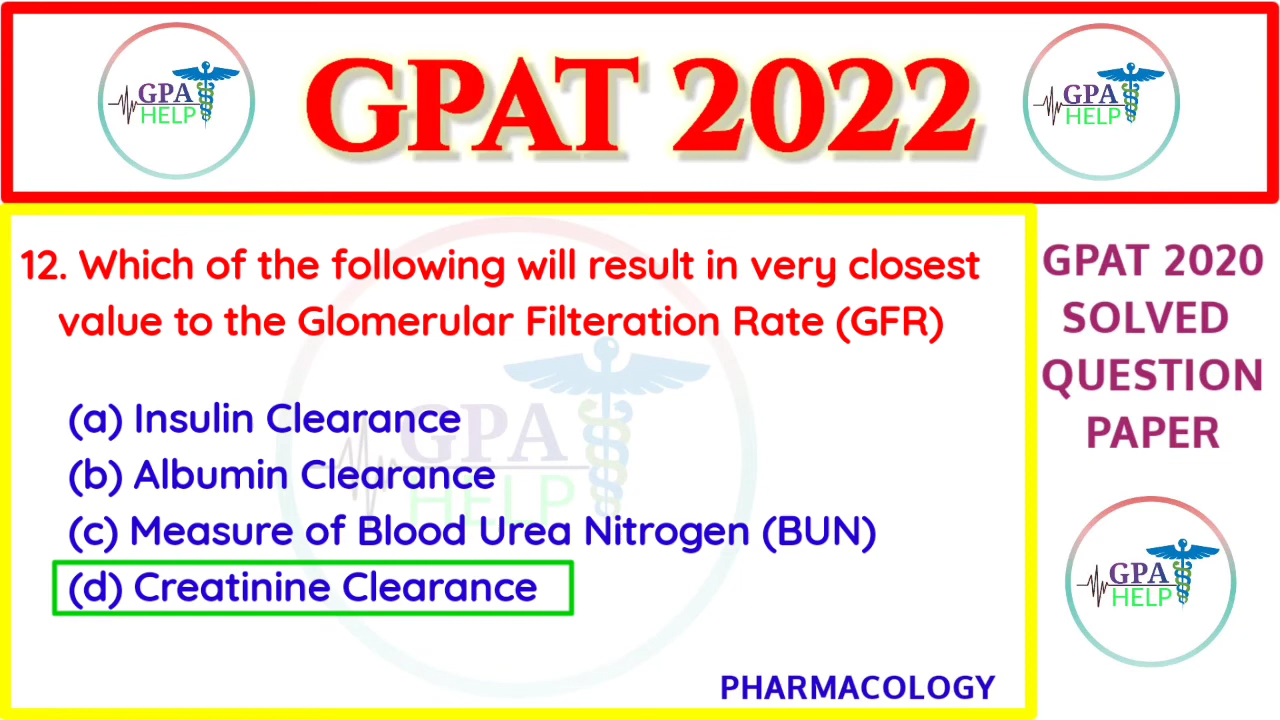 GPA
HELP
GPAT 2022
GPA
HELP
12. Which of the following will result in very closest
value to the Glomerular Filteration Rate (GFR)
(a) Insulin Clearance
(b) Albumin Clearance
(c) Measure of Blood Urea Nitrogen (BUN)
(d) Creatinine Clearance
GPA
HELP
PHARMACOLOGY
GPAT 2020
SOLVED
QUESTION
PAPER
GPA
HELP